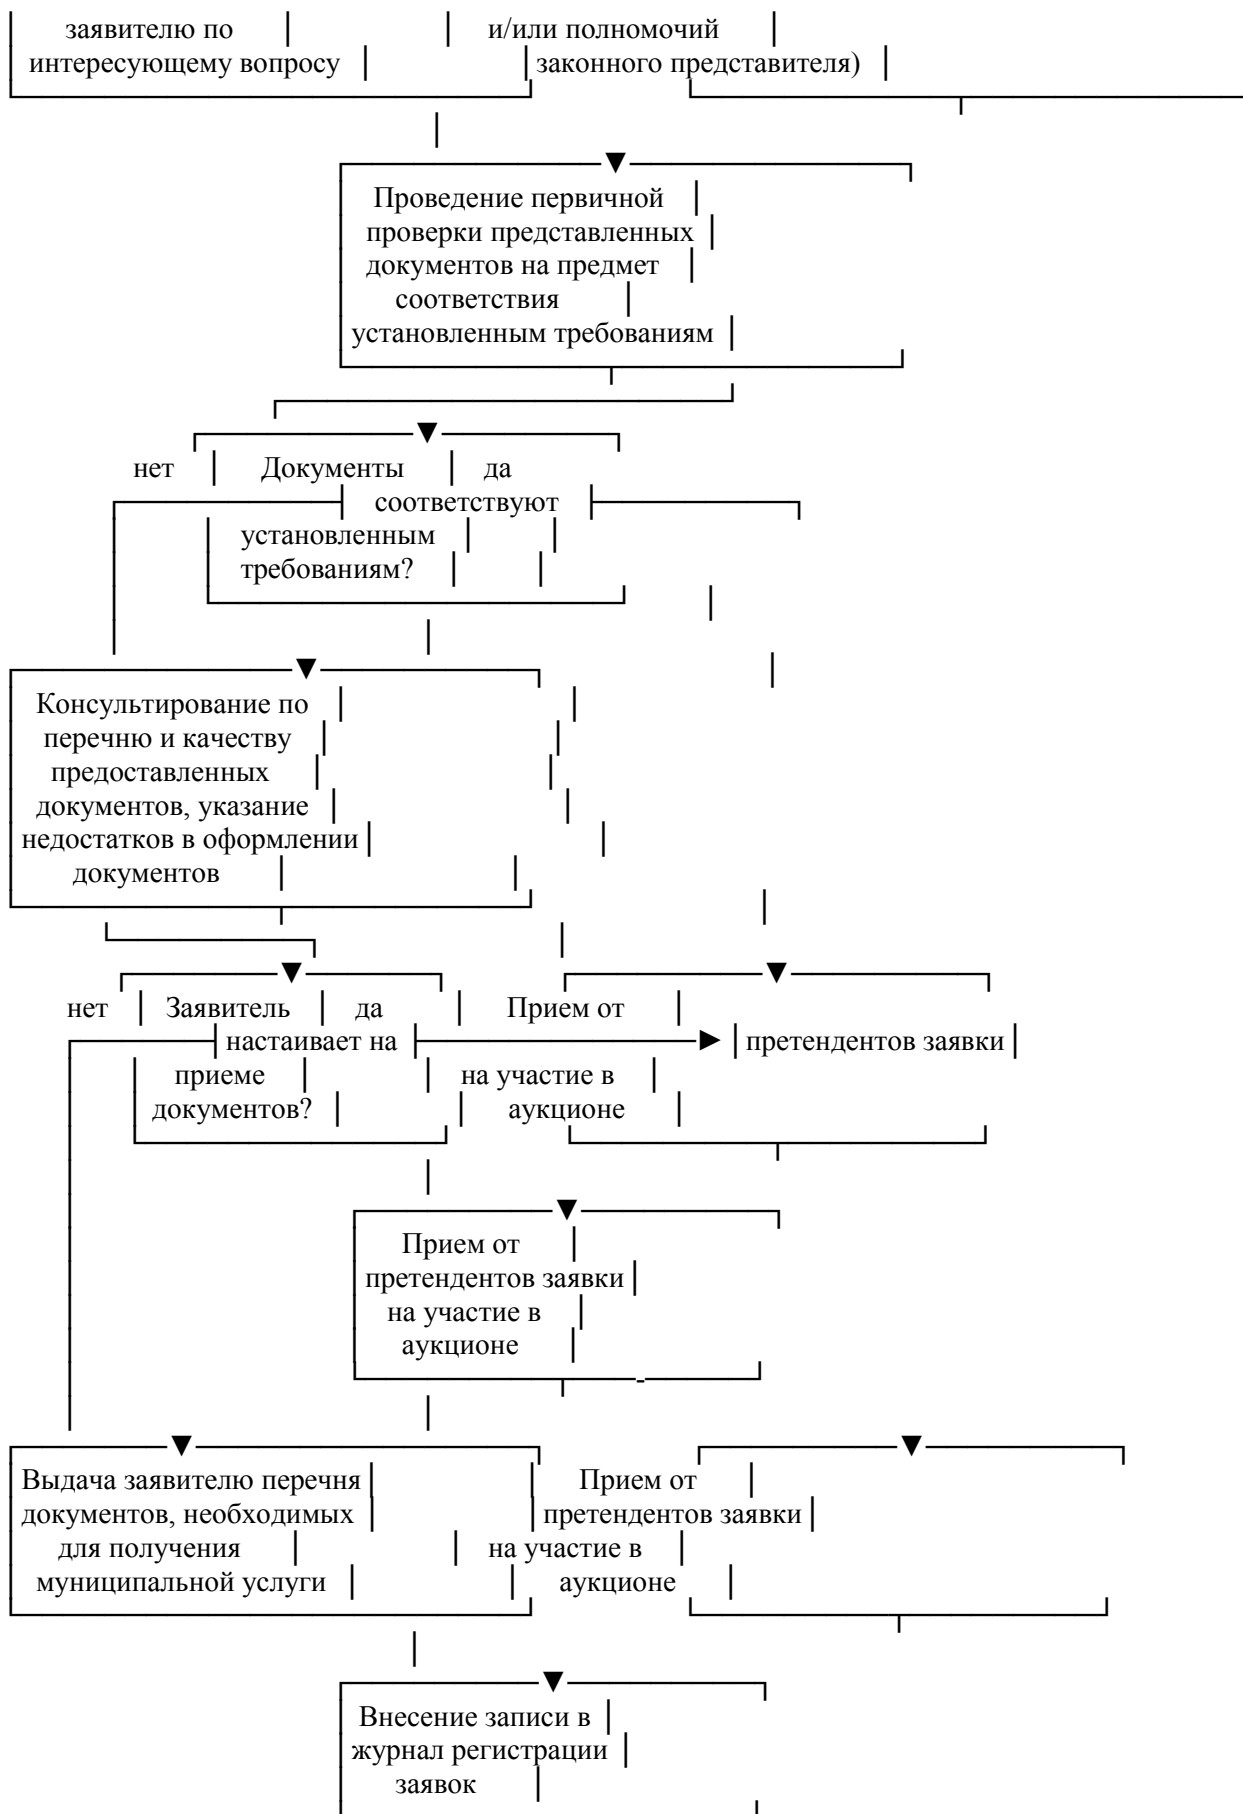 заявителю по и/или полномочий
интересующему вопросу законного представителя)
Проведение первичной
проверки представленных
документов на предмет
соответствия
установленным требованиям
нет Документы да
соответствуют
установленным
требованиям?
Консультирование по
перечню и качеству
предоставленных
документов, указание
недостатков в оформлении
документов
нет Заявитель да Прием от
настаивает на претендентов заявки
приеме на участие в
документов? аукционе
Прием от
претендентов заявки
на участие в
аукционе
Выдача заявителю перечня Прием от
документов, необходимых претендентов заявки
для получения на участие в
муниципальной услуги аукционе
Внесение записи в
журнал регистрации
заявок